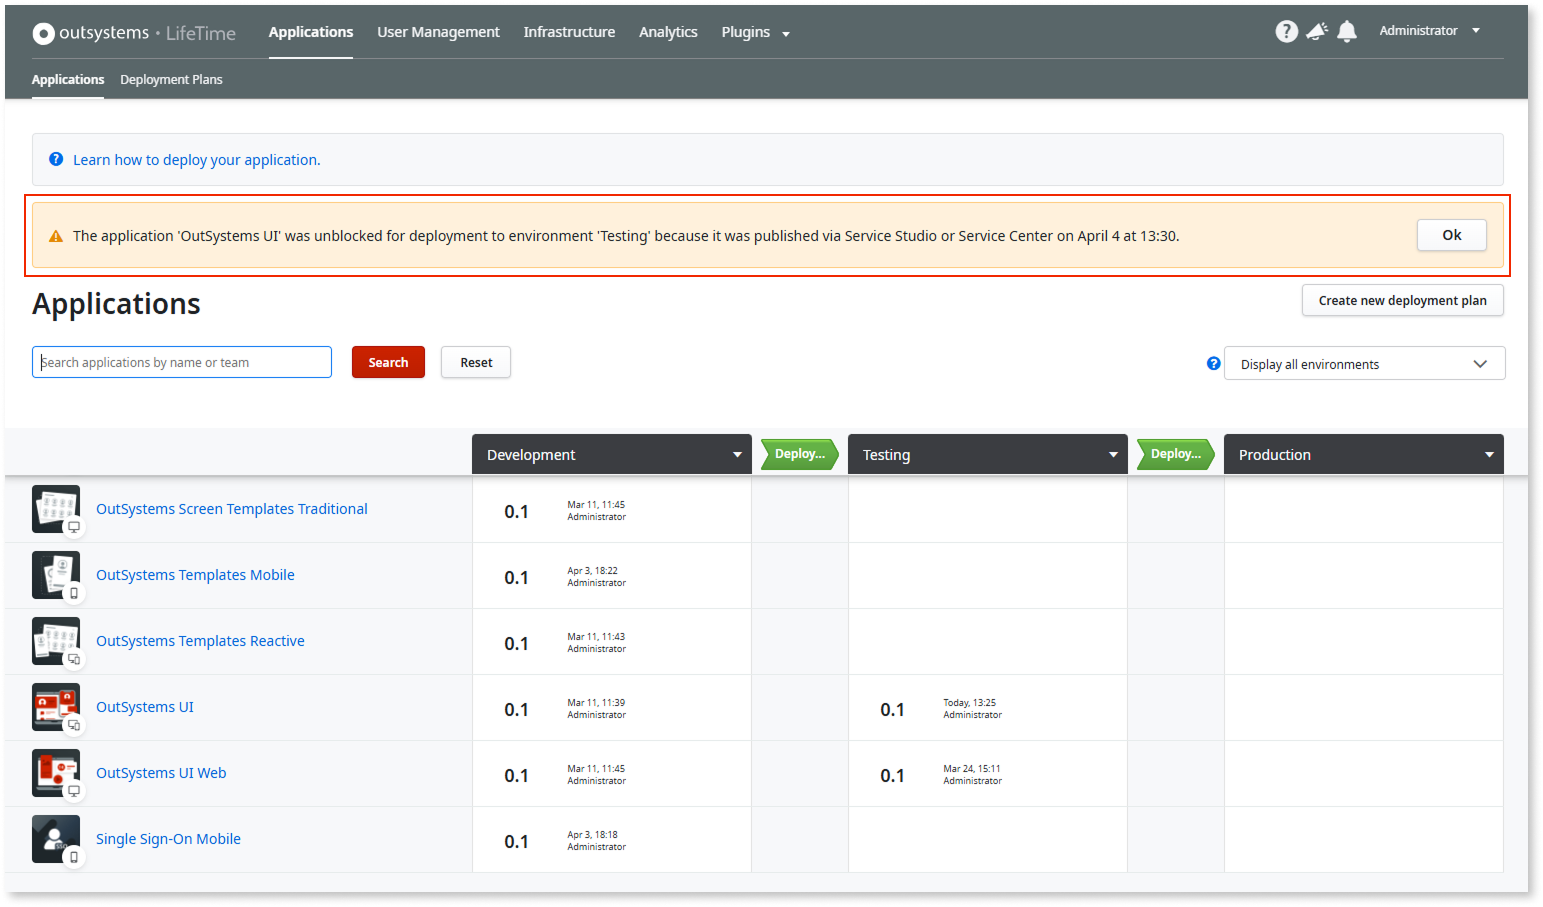 outsystems • LifeTime Applications User Management Infrastructure Analytics Plugins ? Administrator
Applications Deployment Plans
? Learn how to deploy your application.
The application 'OutSystems UI' was unblocked for deployment to environment 'Testing' because it was published via Service Studio or Service Center on April 4 at 13:30. Ok
Applications Create new deployment plan
Search applications by name or team Search Reset ? Display all environments
Development Deploy... Testing Deploy... Production
OutSystems Screen Templates Traditional 0.1 Mar 11, 11:45
Administrator
OutSystems Templates Mobile 0.1 Apr 3, 18:22
Administrator
OutSystems Templates Reactive 0.1 Mar 11, 11:43
Administrator
OutSystems UI 0.1 Mar 11, 11:39 0.1 Today, 13:25
Administrator Administrator
OutSystems UI Web 0.1 Mar 11, 11:45 0.1 Mar 24, 15:11
Administrator Administrator
SSO Single Sign-On Mobile 0.1 Apr 3, 18:18
Administrator